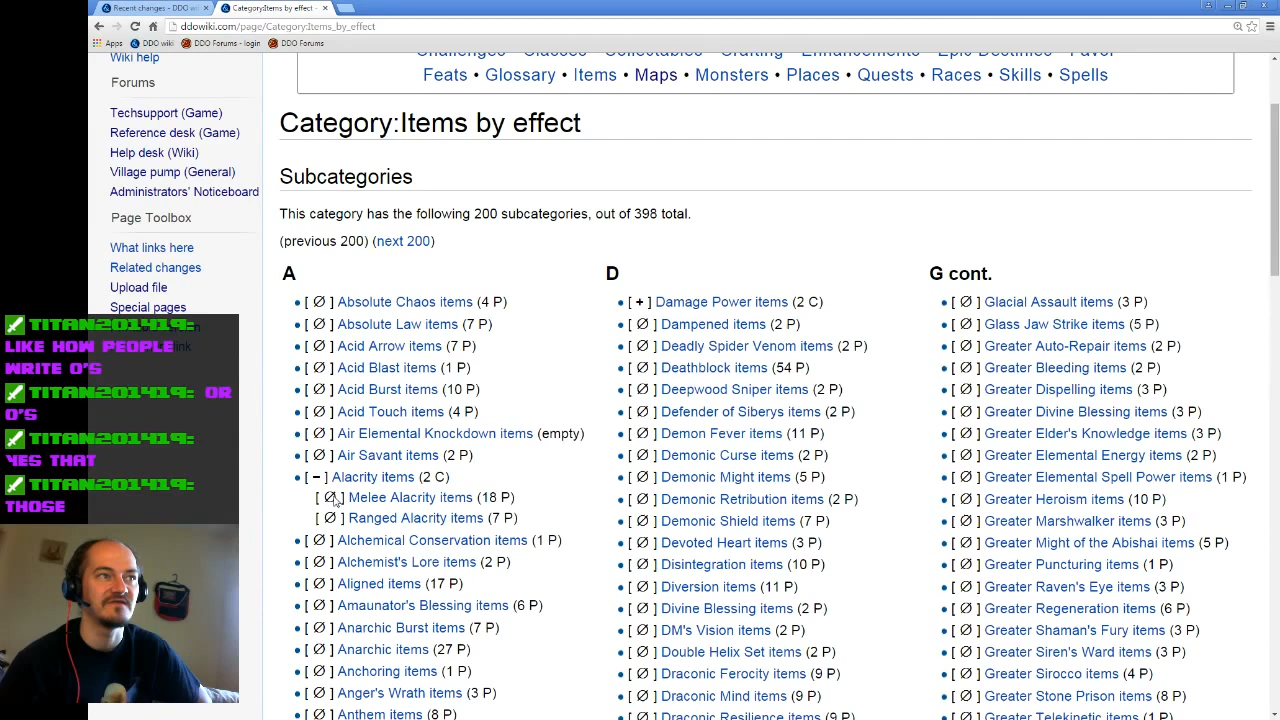 Recent changes - DDO wi
Category:Items by effect -
ddowiki.com/page/Category:Items_by_effect
Apps DDO wiki DDO Forums - login DDO Forums
Wiki help
Forums
Techsupport (Game)
Reference desk (Game)
Help desk (Wiki)
Village pump (General)
Administrators' Noticeboard
Page Toolbox
What links here
Related changes
Upload file
Special pages
TITAN201419:
LIKE HOW PEOPLE
WRITE O'S
TITAN201419: OR
O'S
TITAN201419:
YES THAT
TITAN201419:
THOSE
Feats • Glossary • Items • Maps • Monsters • Places • Quests • Races • Skills • Spells
Category:Items by effect
Subcategories
This category has the following 200 subcategories, out of 398 total.
(previous 200) (next 200)
A
[ Ø ] Absolute Chaos items (4 P)
[ Ø ] Absolute Law items (7 P)
[ Ø ] Acid Arrow items (7 P)
[ Ø ] Acid Blast items (1 P)
[ Ø ] Acid Burst items (10 P)
[ Ø ] Acid Touch items (4 P)
[ Ø ] Air Elemental Knockdown items (empty)
[ Ø ] Air Savant items (2 P)
[ − ] Alacrity items (2 C)
[ Ø ] Melee Alacrity items (18 P)
[ Ø ] Ranged Alacrity items (7 P)
[ Ø ] Alchemical Conservation items (1 P)
[ Ø ] Alchemist's Lore items (2 P)
[ Ø ] Aligned items (17 P)
[ Ø ] Amaunator's Blessing items (6 P)
[ Ø ] Anarchic Burst items (7 P)
[ Ø ] Anarchic items (27 P)
[ Ø ] Anchoring items (1 P)
[ Ø ] Anger's Wrath items (3 P)
[ Ø ] Anthem items (8 P)
D
[ + ] Damage Power items (2 C)
[ Ø ] Dampened items (2 P)
[ Ø ] Deadly Spider Venom items (2 P)
[ Ø ] Deathblock items (54 P)
[ Ø ] Deepwood Sniper items (2 P)
[ Ø ] Defender of Siberys items (2 P)
[ Ø ] Demon Fever items (1 P)
[ Ø ] Demonic Curse items (2 P)
[ Ø ] Demonic Might items (5 P)
[ Ø ] Demonic Retribution items (2 P)
[ Ø ] Demonic Shield items (7 P)
[ Ø ] Devoted Heart items (3 P)
[ Ø ] Disintegration items (10 P)
[ Ø ] Diversion items (11 P)
[ Ø ] Divine Blessing items (2 P)
[ Ø ] DM's Vision items (2 P)
[ Ø ] Double Helix Set items (2 P)
[ Ø ] Draconic Ferocity items (9 P)
[ Ø ] Draconic Mind items (9 P)
[ Ø ] Draconic Resilience items (9 P)
G cont.
[ Ø ] Glacial Assault items (3 P)
[ Ø ] Glass Jaw Strike items (5 P)
[ Ø ] Greater Auto-Repair items (2 P)
[ Ø ] Greater Bleeding items (2 P)
[ Ø ] Greater Dispelling items (3 P)
[ Ø ] Greater Divine Blessing items (3 P)
[ Ø ] Greater Elder's Knowledge items (3 P)
[ Ø ] Greater Elemental Energy items (2 P)
[ Ø ] Greater Elemental Spell Power items (1 P)
[ Ø ] Greater Heroism items (10 P)
[ Ø ] Greater Marshwalker items (3 P)
[ Ø ] Greater Might of the Abishai items (5 P)
[ Ø ] Greater Puncturing items (1 P)
[ Ø ] Greater Raven's Eye items (3 P)
[ Ø ] Greater Regeneration items (6 P)
[ Ø ] Greater Shaman's Fury items (3 P)
[ Ø ] Greater Siren's Ward items (3 P)
[ Ø ] Greater Sirocco items (4 P)
[ Ø ] Greater Stone Prison items (8 P)
[ Ø ] Greater Telekinetic items (1 P)